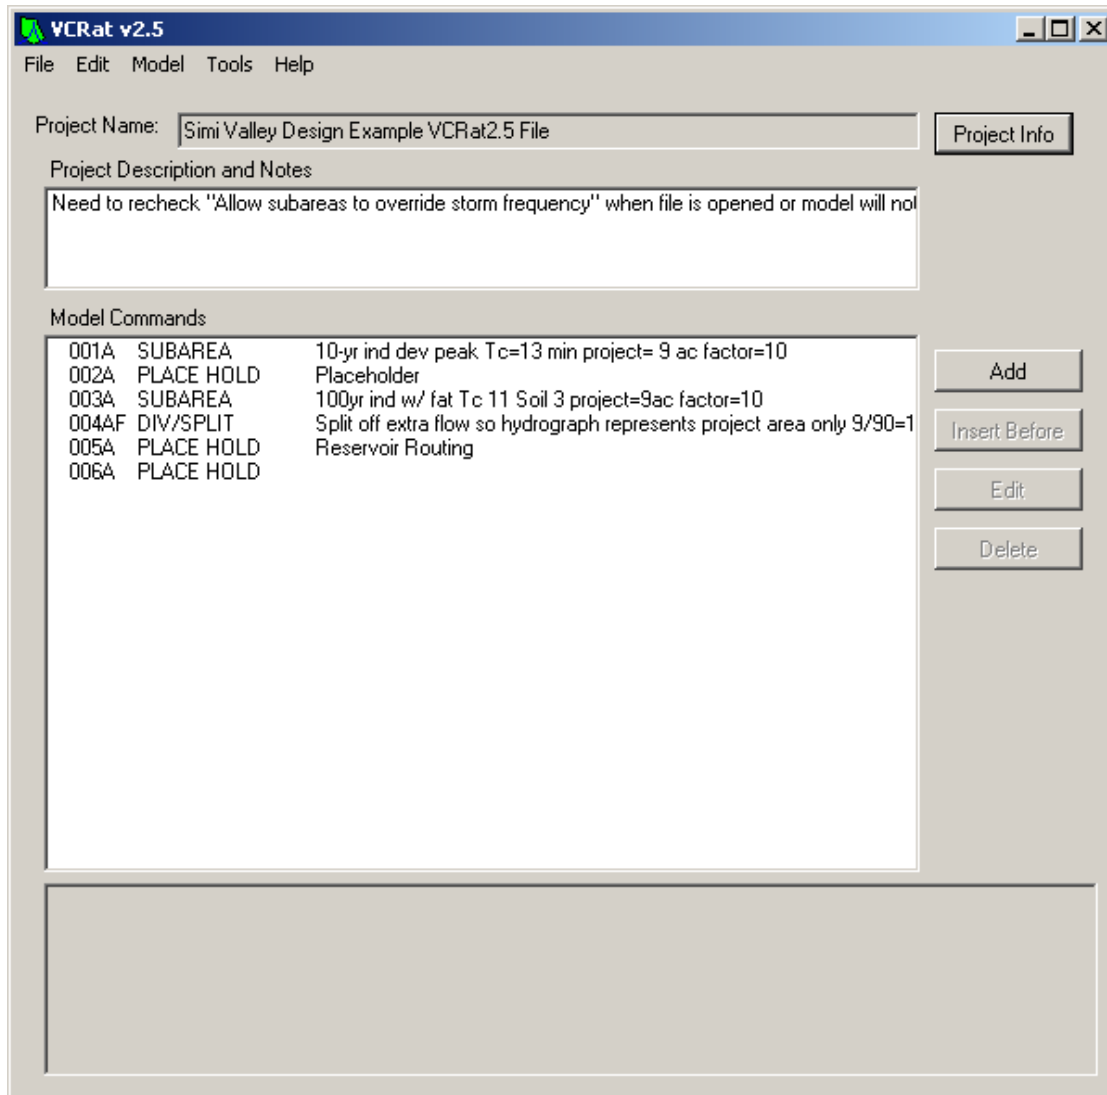 VCRat v2.5
File Edit Model Tools Help
Project Name: Simi Valley Design Example VCRat2.5 File Project Info
Project Description and Notes
Need to recheck "Allow subareas to override storm frequency" when file is opened or model will not
Model Commands
001A SUBAREA 10-yr ind dev peak Tc=13 min project= 9 ac factor=10
002A PLACE HOLD Placeholder
003A SUBAREA 100yr ind w/ fat Tc 11 Soil 3 project=9ac factor=10
004AF DIV/SPLIT Split off extra flow so hydrograph represents project area only 9/90=1
005A PLACE HOLD Reservoir Routing
006A PLACE HOLD
Add
Insert Before
Edit
Delete